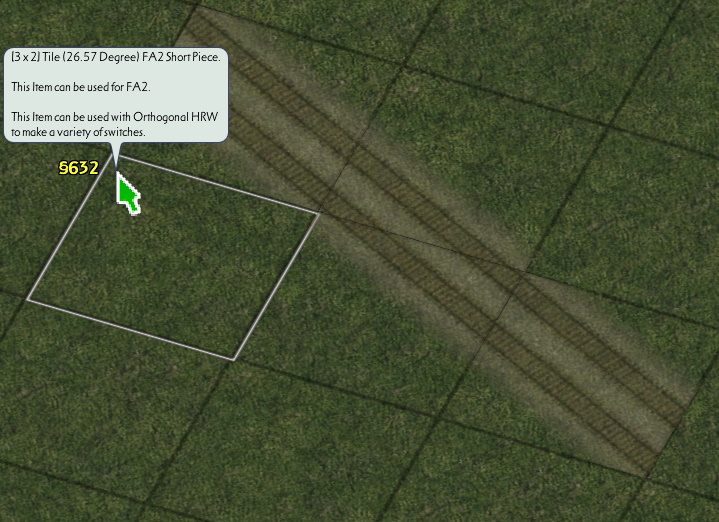 (3 x 2) Tile (26.57 Degree) FA2 Short Piece.
This Item can be used for FA2.
This Item can be used with Orthogonal HRW
to make a variety of switches.
§632